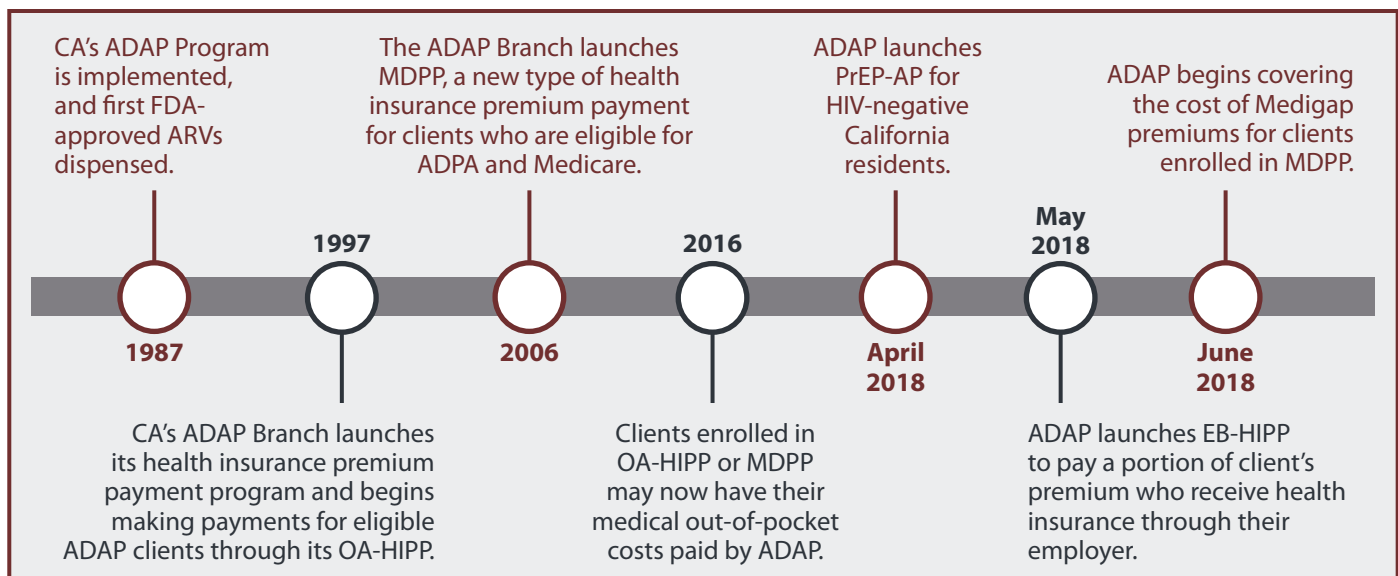 CA's ADAP Program
is implemented,
and first FDA-
approved ARVs
dispensed.
1987
1997
CA's ADAP Branch launches
its health insurance premium
payment program and begins
making payments for eligible
ADAP clients through its OA-HIPP.
The ADAP Branch launches
MDPP, a new type of health
insurance premium payment
for clients who are eligible for
ADPA and Medicare.
2006
2016
Clients enrolled in
OA-HIPP or MDPP
may now have their
medical out-of-pocket
costs paid by ADAP.
ADAP launches
PrEP-AP for
HIV-negative
California
residents.
April
2018
May
2018
ADAP launches EB-HIPP
to pay a portion of client's
premium who receive health
insurance through their
employer.
ADAP begins covering
the cost of Medigap
premiums for clients
enrolled in MDPP.
June
2018